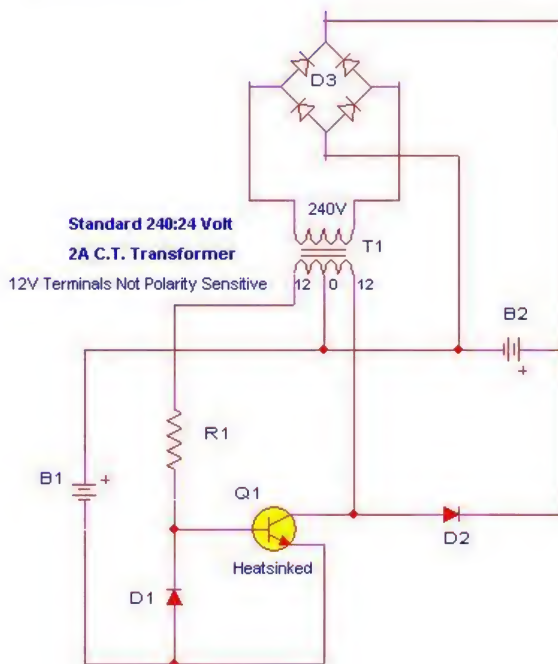 D3
240V
Standard 240:24 Volt
T1
2A C.T. Transformer
12V Terminals Not Polarity Sensitive
12 0 12
B2
+
R1
B1 +
Q1
Heatsinked
D2
D1